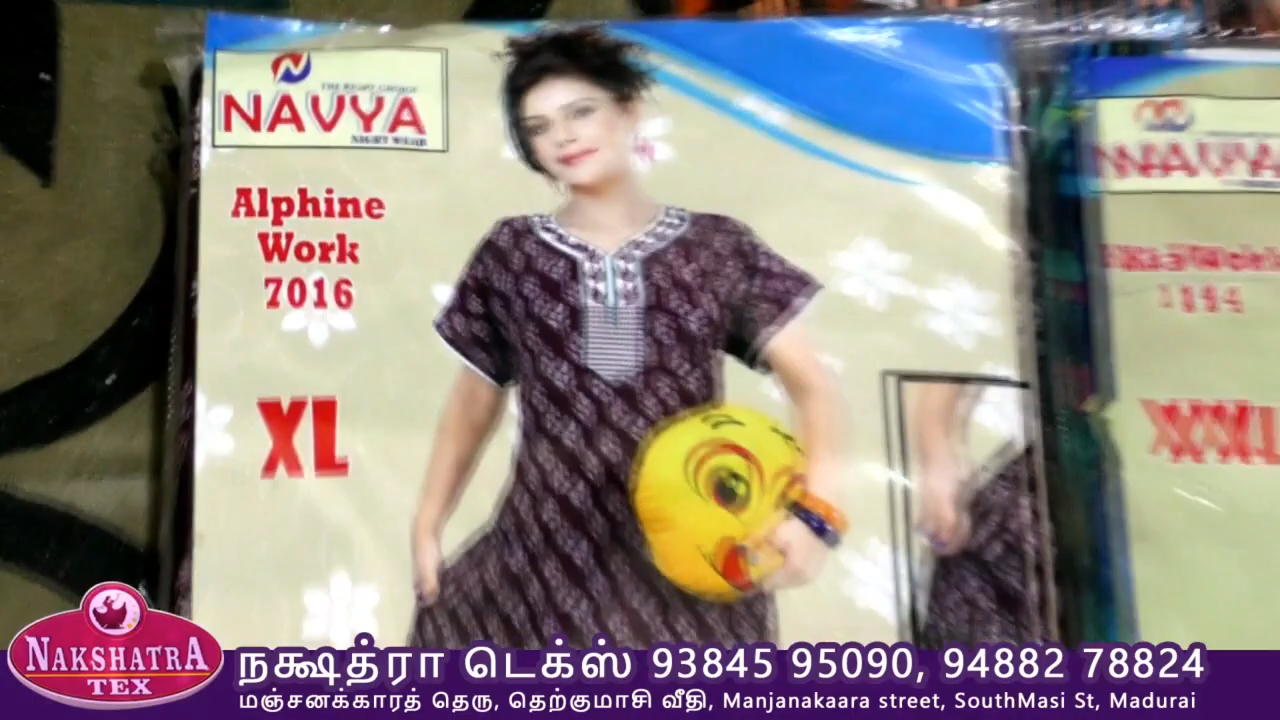 THE RIGHT CHOICE
NAVYA
NIGHT WEAR
Alphine
Work
7016
XL
NAVYA
NAKSHATRA
TEX
நக்ஷத்ரா டெக்ஸ் 93845 95090, 94882 78824
மஞ்சனக்காரத் தெரு, தெற்குமாசி வீதி, Manjanakaara street, SouthMasi St, Madurai